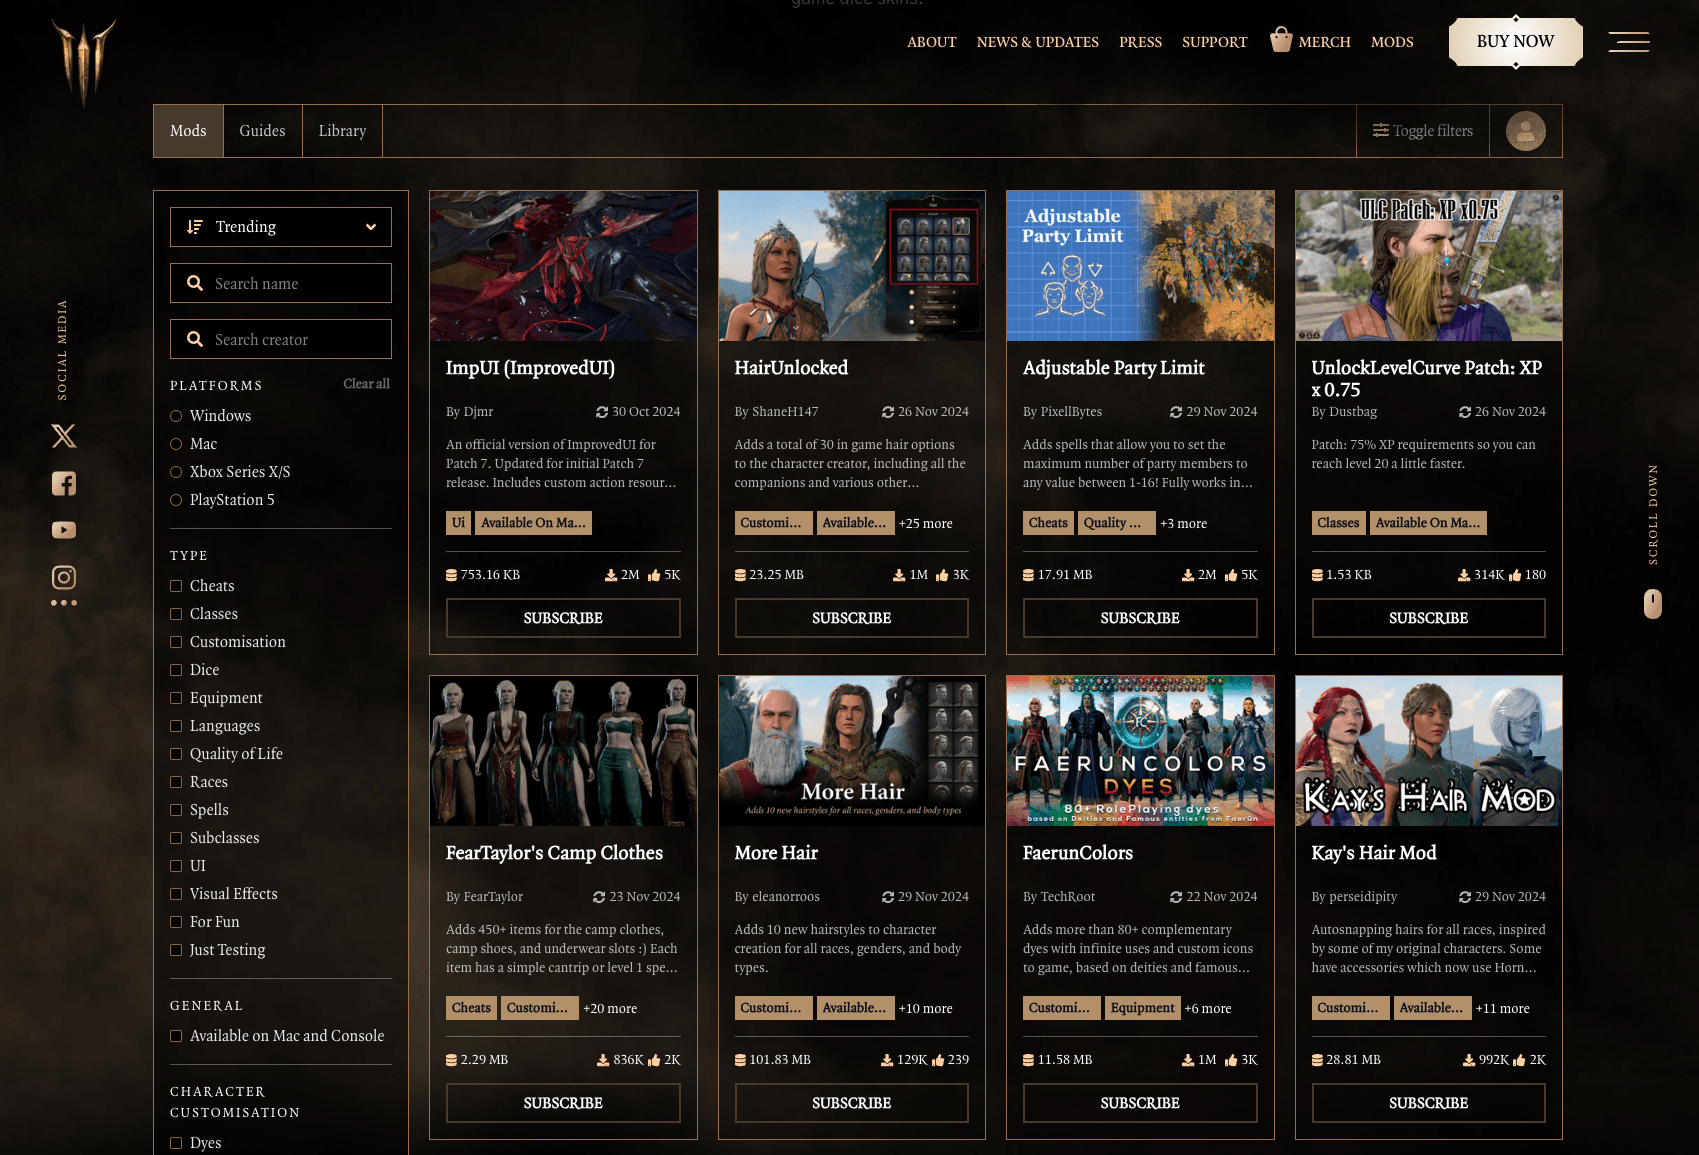 game dice skins.
ABOUT
NEWS & UPDATES
PRESS
SUPPORT
MERCH
MODS
BUY NOW
Mods
Guides
Library
Toggle filters
SOCIAL MEDIA
SCROLL DOWN
Trending
Search name
Search creator
PLATFORMS
Clear all
Windows
Mac
Xbox Series X/S
PlayStation 5
TYPE
Cheats
Classes
Customisation
Dice
Equipment
Languages
Quality of Life
Races
Spells
Subclasses
UI
Visual Effects
For Fun
Just Testing
GENERAL
Available on Mac and Console
CHARACTER
CUSTOMISATION
Dyes
ImpUI (ImprovedUI)
By Djmr
30 Oct 2024
An official version of ImprovedUI for
Patch 7. Updated for initial Patch 7
release. Includes custom action resour...
Ui
Available On Ma...
753.16 KB
2M
5K
SUBSCRIBE
HairUnlocked
By ShaneH147
26 Nov 2024
Adds a total of 30 in game hair options
to the character creator, including all the
companions and various other...
Customi...
Available...
+25 more
23.25 MB
1M
3K
SUBSCRIBE
Adjustable
Party Limit
Adjustable Party Limit
By PixellBytes
29 Nov 2024
Adds spells that allow you to set the
maximum number of party members to
any value between 1-16! Fully works in...
Cheats
Quality ...
+3 more
17.91 MB
2M
5K
SUBSCRIBE
ULC Patch: XP x0.75
UnlockLevelCurve Patch: XP
x 0.75
By Dustbag
26 Nov 2024
Patch: 75% XP requirements so you can
reach level 20 a little faster.
Classes
Available On Ma...
1.53 KB
314K
180
SUBSCRIBE
FearTaylor's Camp Clothes
By FearTaylor
23 Nov 2024
Adds 450+ items for the camp clothes,
camp shoes, and underwear slots :) Each
item has a simple cantrip or level 1 spe...
Cheats
Customi...
+20 more
2.29 MB
836K
2K
SUBSCRIBE
More Hair
Adds 10 new hairstyles for all races, genders, and body types
More Hair
By eleanorroos
29 Nov 2024
Adds 10 new hairstyles to character
creation for all races, genders, and body
types.
Customi...
Available...
+10 more
101.83 MB
129K
239
SUBSCRIBE
FC
FAERUNCOLORS
DYES
80+ RolePlaying dyes
based on Deities and Famous entities from Faerûn
FaerunColors
By TechRoot
22 Nov 2024
Adds more than 80+ complementary
dyes with infinite uses and custom icons
to game, based on deities and famous...
Customi...
Equipment
+6 more
11.58 MB
1M
3K
SUBSCRIBE
Kay's Hair Mod
Kay's Hair Mod
By perseidipity
29 Nov 2024
Autosnapping hairs for all races, inspired
by some of my original characters. Some
have accessories which now use Horn...
Customi...
Available...
+11 more
28.81 MB
992K
2K
SUBSCRIBE